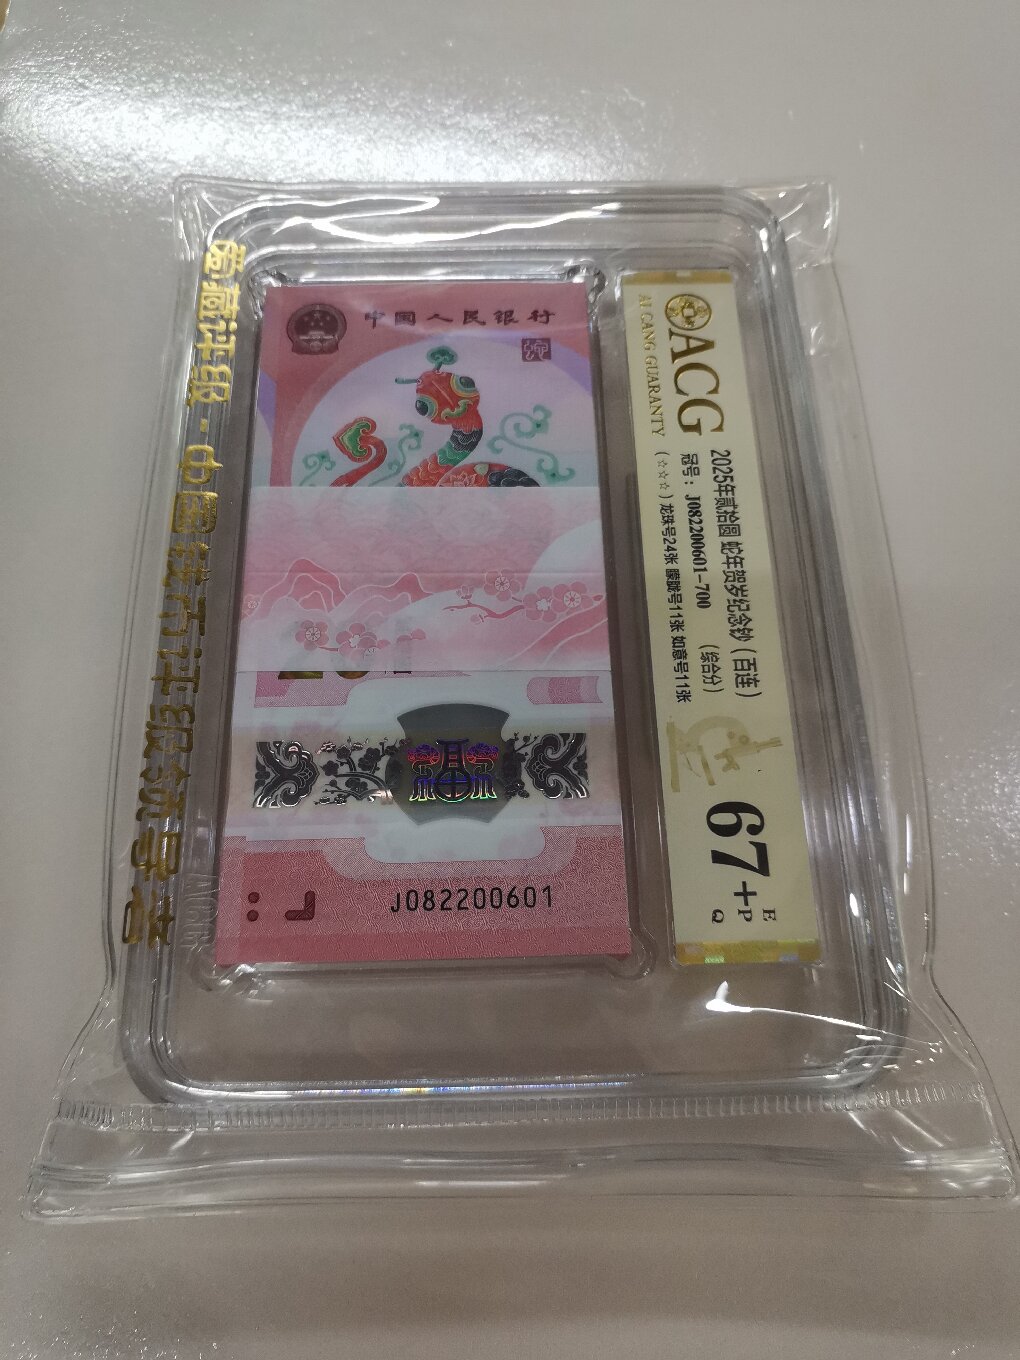 爱藏评级-中国钱币评级领导者
中国人民银行
J082200601
ACG
AI CANG GUARANTY
2025年贰拾圆 蛇年贺岁纪念钞（百连）
冠号：J082200601-700 （综合分）
(☆☆☆) 龙珠号24张 朦胧号11张 如意号11张
67+
E
P
Q